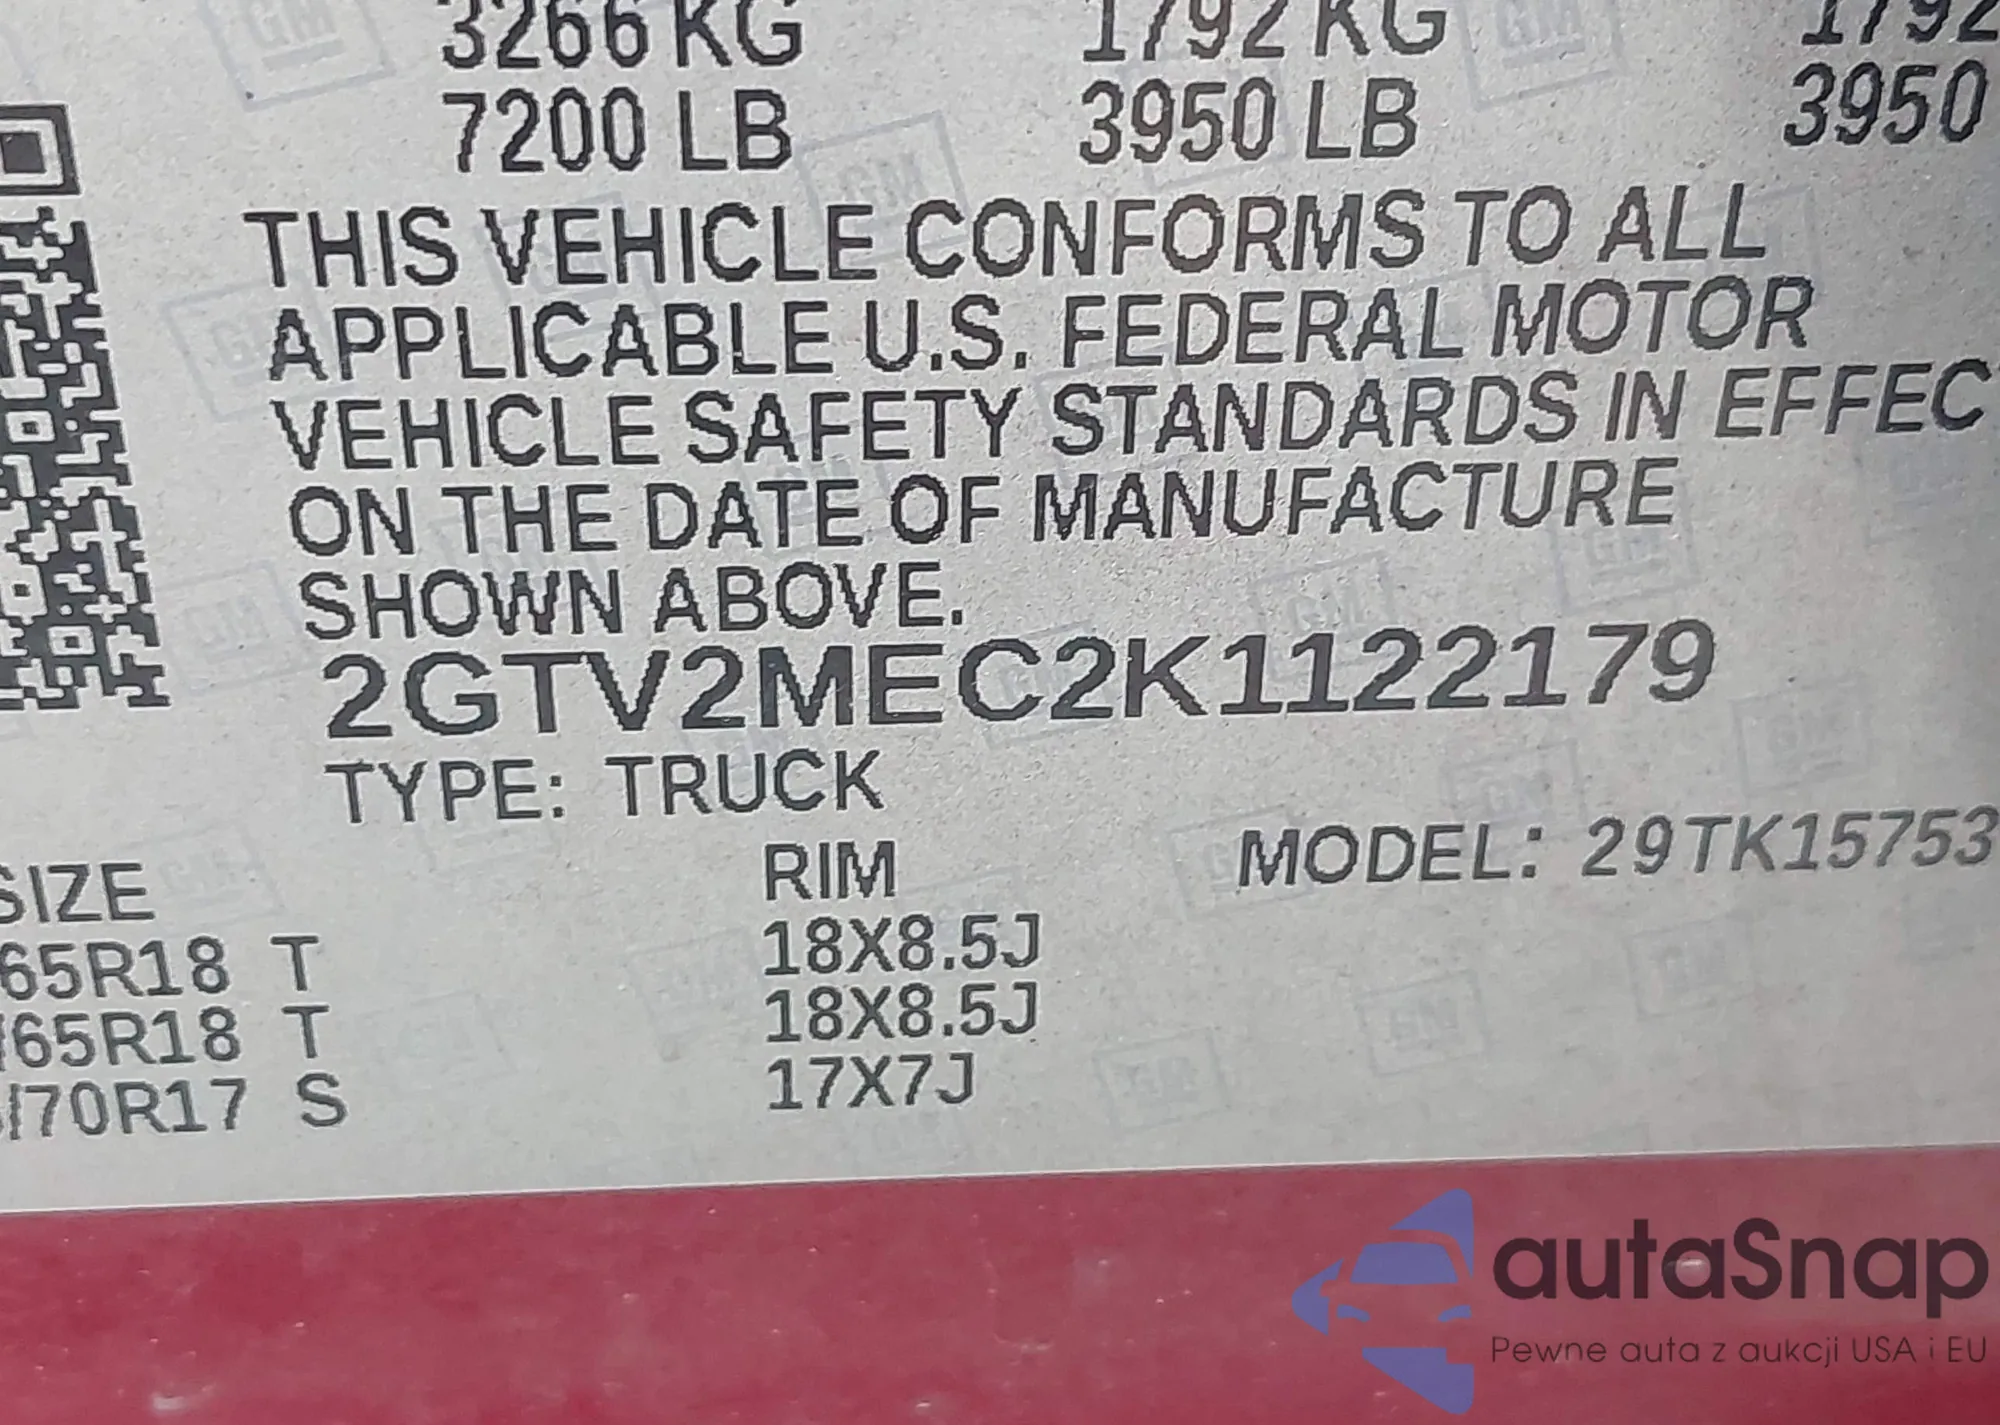 3266 KG 1792 KG 1792
7200 LB 3950 LB 3950
THIS VEHICLE CONFORMS TO ALL
APPLICABLE U.S. FEDERAL MOTOR
VEHICLE SAFETY STANDARDS IN EFFECT
ON THE DATE OF MANUFACTURE
SHOWN ABOVE.
2GTV2MEC2K1122179
TYPE: TRUCK
MODEL: 29TK15753
SIZE RIM
65R18 T 18X8.5J
/65R18 T 18X8.5J
/70R17 S 17X7J
autaSnap
Pewne auta z aukcji USA i EU